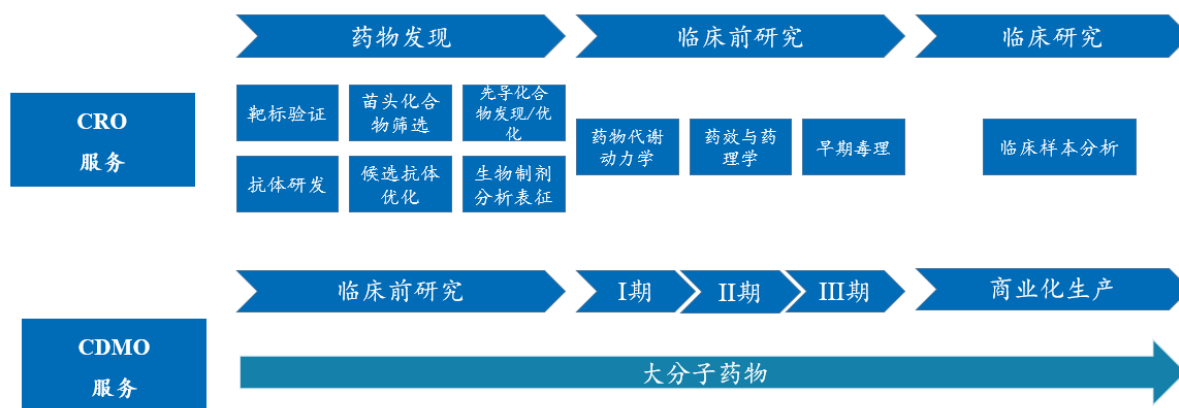 药物发现
临床前研究
临床研究
CRO
服务
靶标验证
苗头化合
物筛选
先导化合
物发现/优
化
抗体研发
候选抗体
优化
生物制剂
分析表征
药物代谢
动力学
药效与药
理学
早期毒理
临床样本分析
临床前研究
I期
II期
III期
商业化生产
CDMO
服务
大分子药物